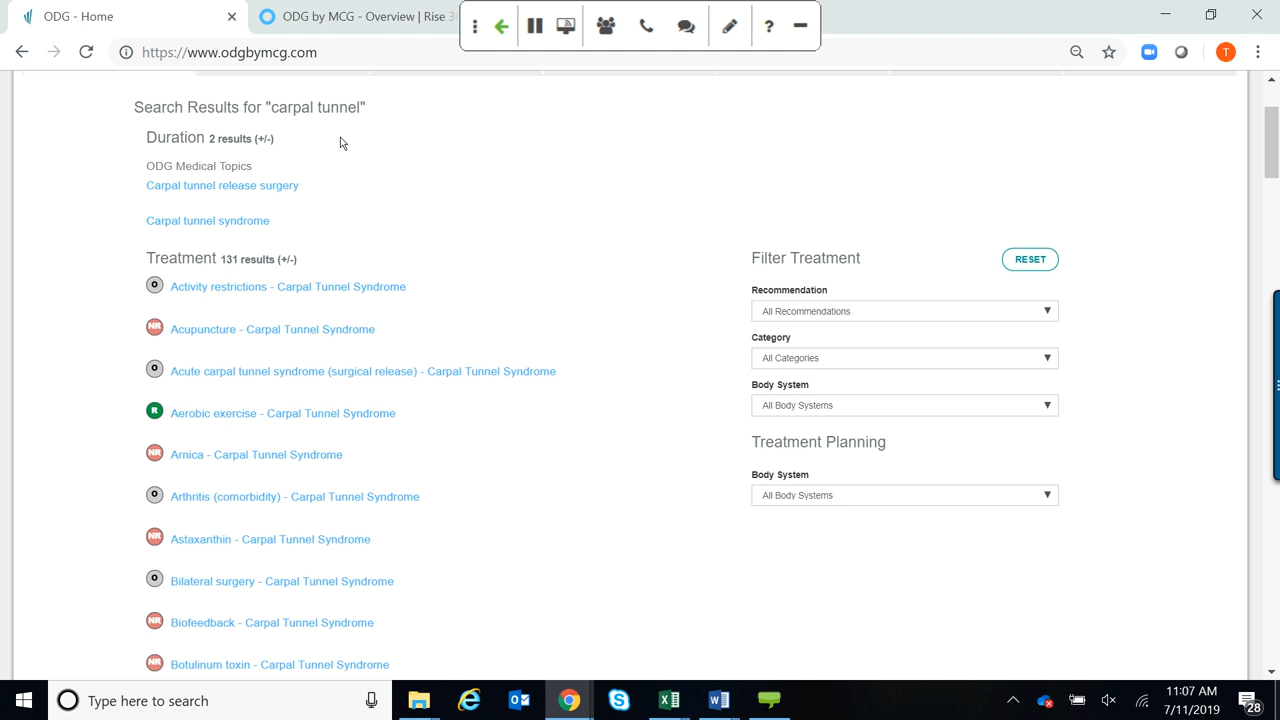 ODG - Home
ODG by MCG - Overview | Rise 3
https://www.odgbymcg.com
T
Search Results for "carpal tunnel"
Duration 2 results (+/-)
ODG Medical Topics
Carpal tunnel release surgery
Carpal tunnel syndrome
Treatment 131 results (+/-)
Filter Treatment
RESET
O Activity restrictions - Carpal Tunnel Syndrome
Recommendation
All Recommendations
NR Acupuncture - Carpal Tunnel Syndrome
Category
All Categories
O Acute carpal tunnel syndrome (surgical release) - Carpal Tunnel Syndrome
Body System
All Body Systems
R Aerobic exercise - Carpal Tunnel Syndrome
Treatment Planning
NR Arnica - Carpal Tunnel Syndrome
Body System
All Body Systems
O Arthritis (comorbidity) - Carpal Tunnel Syndrome
NR Astaxanthin - Carpal Tunnel Syndrome
O Bilateral surgery - Carpal Tunnel Syndrome
NR Biofeedback - Carpal Tunnel Syndrome
NR Botulinum toxin - Carpal Tunnel Syndrome
Type here to search
11:07 AM
7/11/2019
28